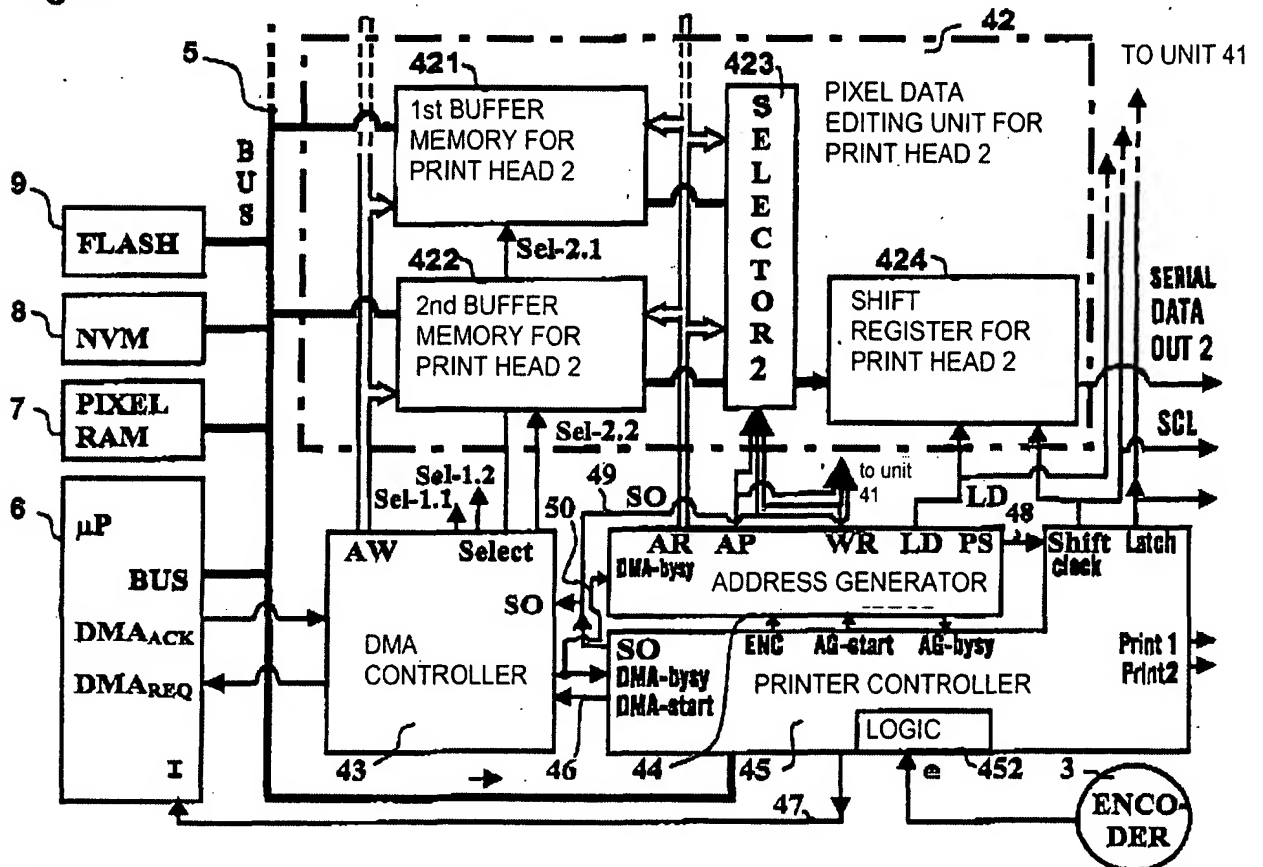 42
TO UNIT 41
5
421
1st BUFFER
MEMORY FOR
PRINT HEAD 2
423
SELECTOR 2
PIXEL DATA
EDITING UNIT FOR
PRINT HEAD 2
BUS
9
FLASH
Sel-2.1
422
2nd BUFFER
MEMORY FOR
PRINT HEAD 2
424
SHIFT
REGISTER FOR
PRINT HEAD 2
SERIAL
DATA
OUT 2
8
NVM
7
PIXEL
RAM
Sel-2.2
SCL
6
μP
BUS
DMAACK
DMAREQ
I
Sel-1.1
Sel-1.2
49
SO
to unit
41
LD
50
48
AW
Select
SO
DMA
CONTROLLER
43
AR
AP
WR
LD
PS
DMA-busy
ADDRESS GENERATOR
Shift
clock
Latch
ENC
AG-start
AG-busy
SO
DMA-busy
DMA-start
PRINTER CONTROLLER
Print 1
Print2
LOGIC
46
44
45
452
e
3
47
ENCO-
DER